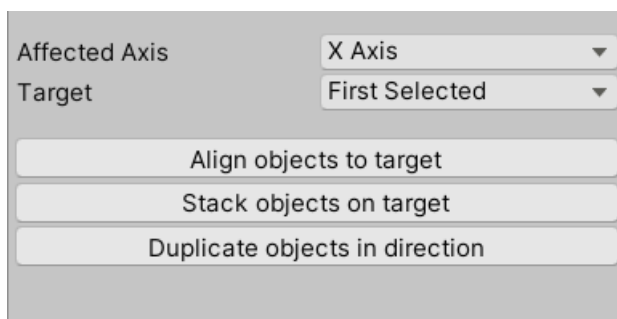 Affected Axis X Axis
Target First Selected
Align objects to target
Stack objects on target
Duplicate objects in direction